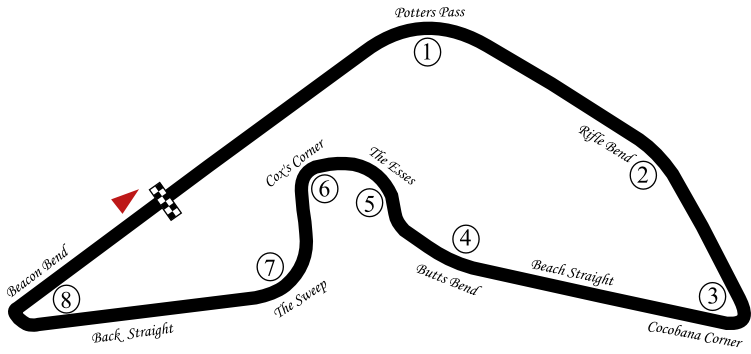 Potters Pass
1
Rifle Bend
2
3
Cocobana Corner
Beach Straight
4
Butts Bend
The Esses
5
Cox's Corner
6
7
The Sweep
Back Straight
8
Beacon Bend